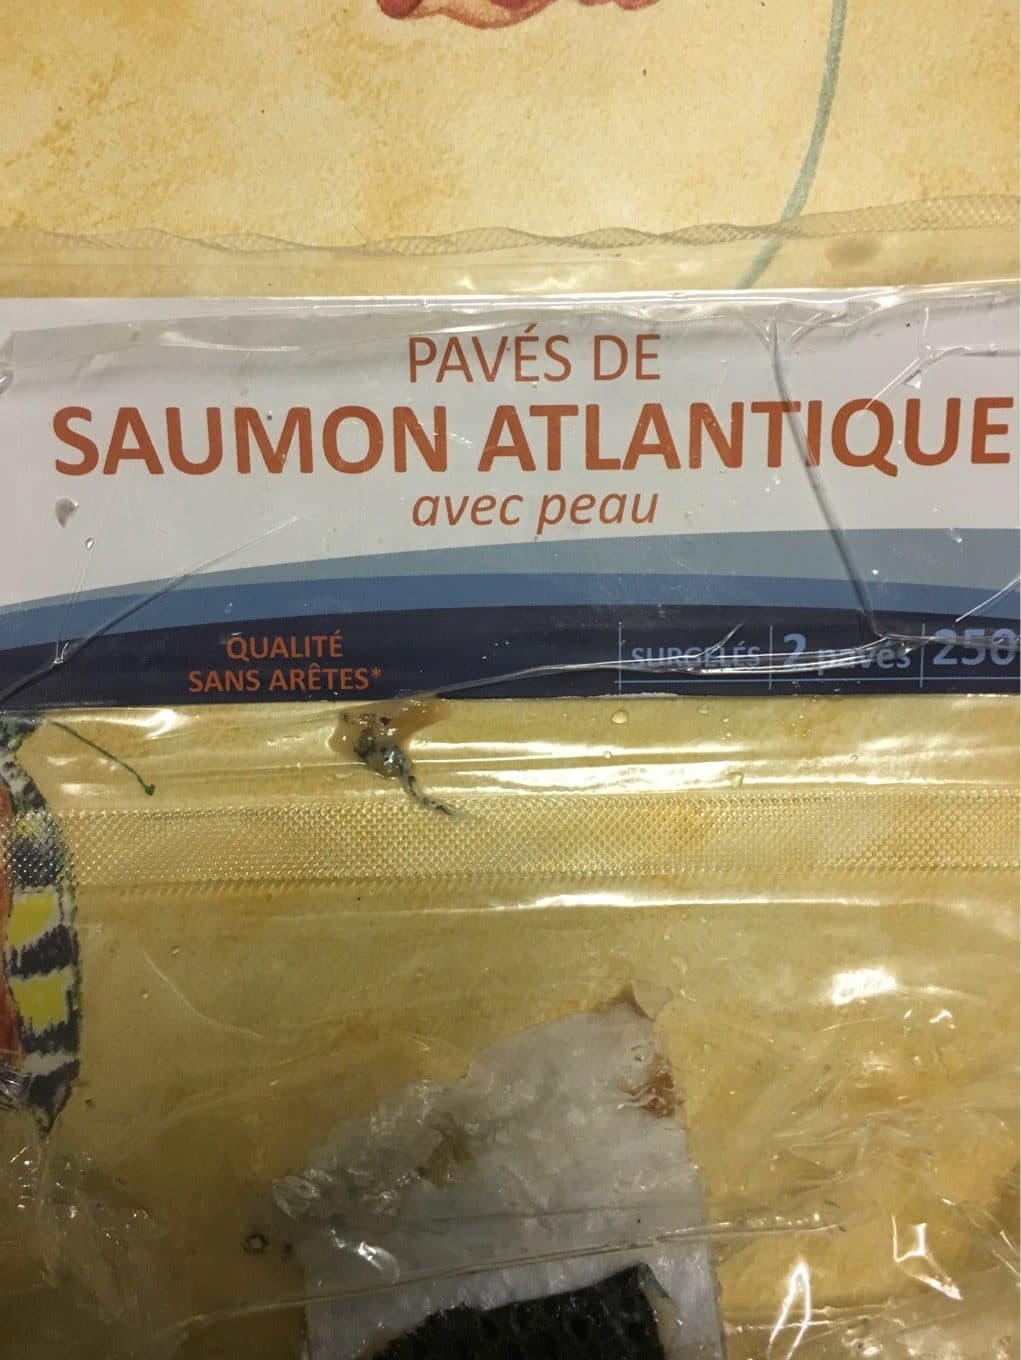 PAVÉS DE
SAUMON ATLANTIQUE
avec peau
QUALITÉ
SANS ARÊTES*
SURGELÉS 2 pavés 250